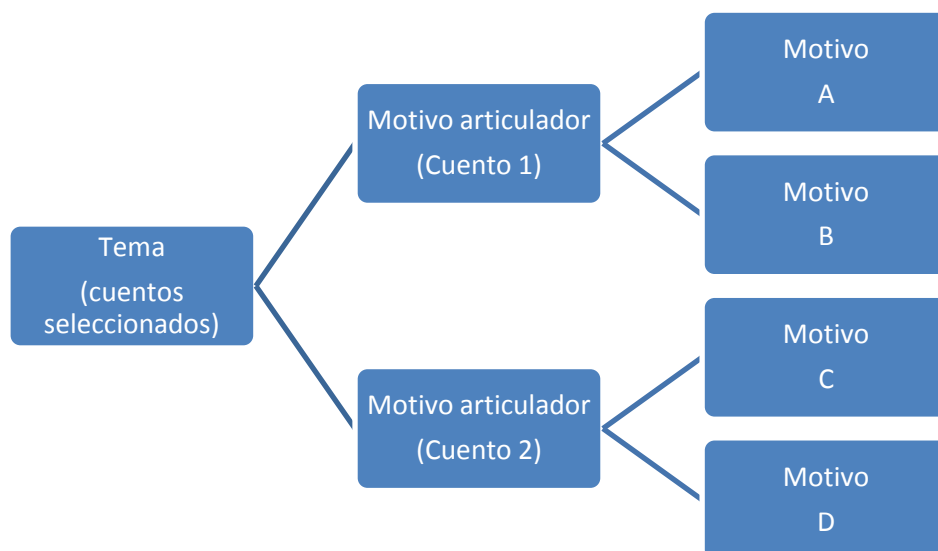 Tema
(cuentos
seleccionados)
Motivo articulador
(Cuento 1)
Motivo
A
Motivo
B
Motivo articulador
(Cuento 2)
Motivo
C
Motivo
D